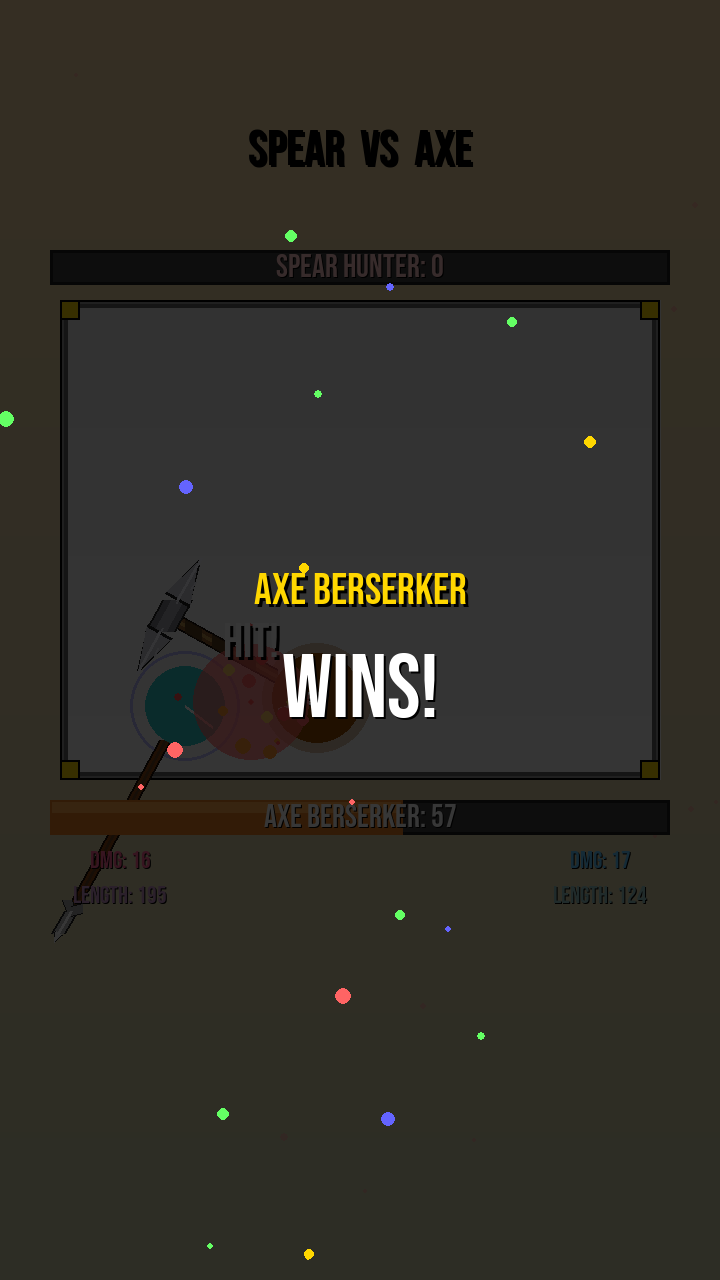 SPEAR VS AXE
SPEAR HUNTER: 0
AXE BERSERKER
HIT!
WINS!
AXE BERSERKER: 57
DMG: 16
DMG: 17
LENGTH: 195
LENGTH: 124